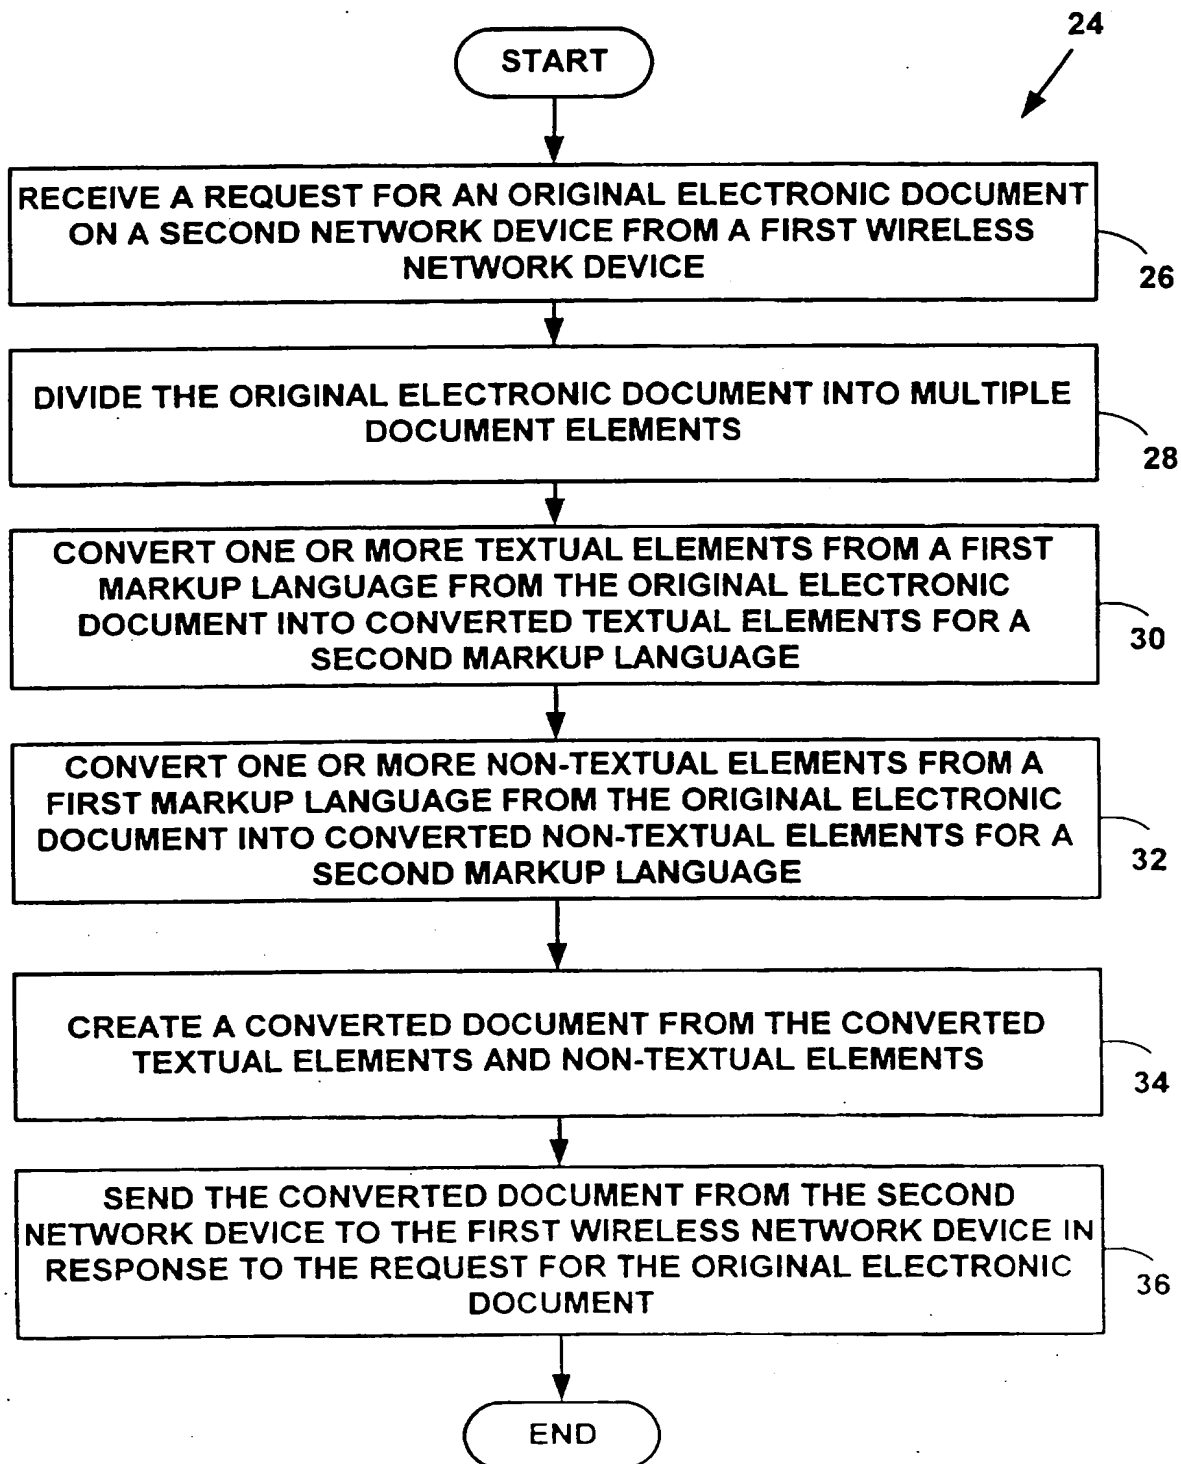 24
START
RECEIVE A REQUEST FOR AN ORIGINAL ELECTRONIC DOCUMENT
ON A SECOND NETWORK DEVICE FROM A FIRST WIRELESS
NETWORK DEVICE
26
DIVIDE THE ORIGINAL ELECTRONIC DOCUMENT INTO MULTIPLE
DOCUMENT ELEMENTS
28
CONVERT ONE OR MORE TEXTUAL ELEMENTS FROM A FIRST
MARKUP LANGUAGE FROM THE ORIGINAL ELECTRONIC
DOCUMENT INTO CONVERTED TEXTUAL ELEMENTS FOR A
SECOND MARKUP LANGUAGE
30
CONVERT ONE OR MORE NON-TEXTUAL ELEMENTS FROM A
FIRST MARKUP LANGUAGE FROM THE ORIGINAL ELECTRONIC
DOCUMENT INTO CONVERTED NON-TEXTUAL ELEMENTS FOR A
SECOND MARKUP LANGUAGE
32
CREATE A CONVERTED DOCUMENT FROM THE CONVERTED
TEXTUAL ELEMENTS AND NON-TEXTUAL ELEMENTS
34
SEND THE CONVERTED DOCUMENT FROM THE SECOND
NETWORK DEVICE TO THE FIRST WIRELESS NETWORK DEVICE IN
RESPONSE TO THE REQUEST FOR THE ORIGINAL ELECTRONIC
DOCUMENT
36
END